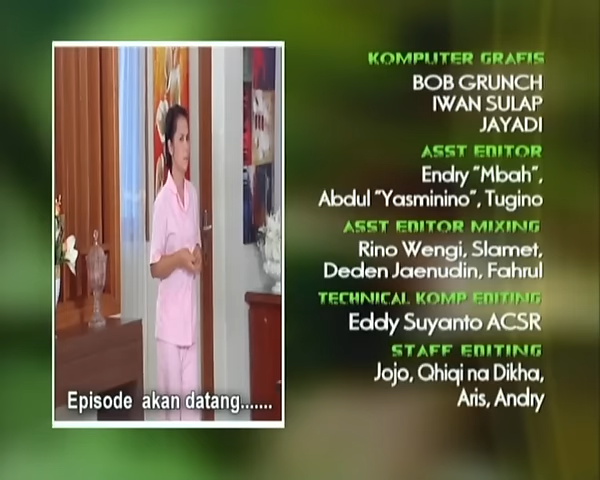 KOMPUTER GRAFIS
BOB GRUNCH
IWAN SULAP
JAYADI
ASST EDITOR
Endry "Mbah",
Abdul "Yasminino", Tugino
ASST EDITOR MIXING
Rino Wengi, Slamet,
Deden Jaenudin, Fahrul
TECHNICAL KOMP EDITING
Eddy Suyanto ACSR
STAFF EDITING
Jojo, Qhiqi na Dikha,
Aris, Andry
Episode akan datang.......